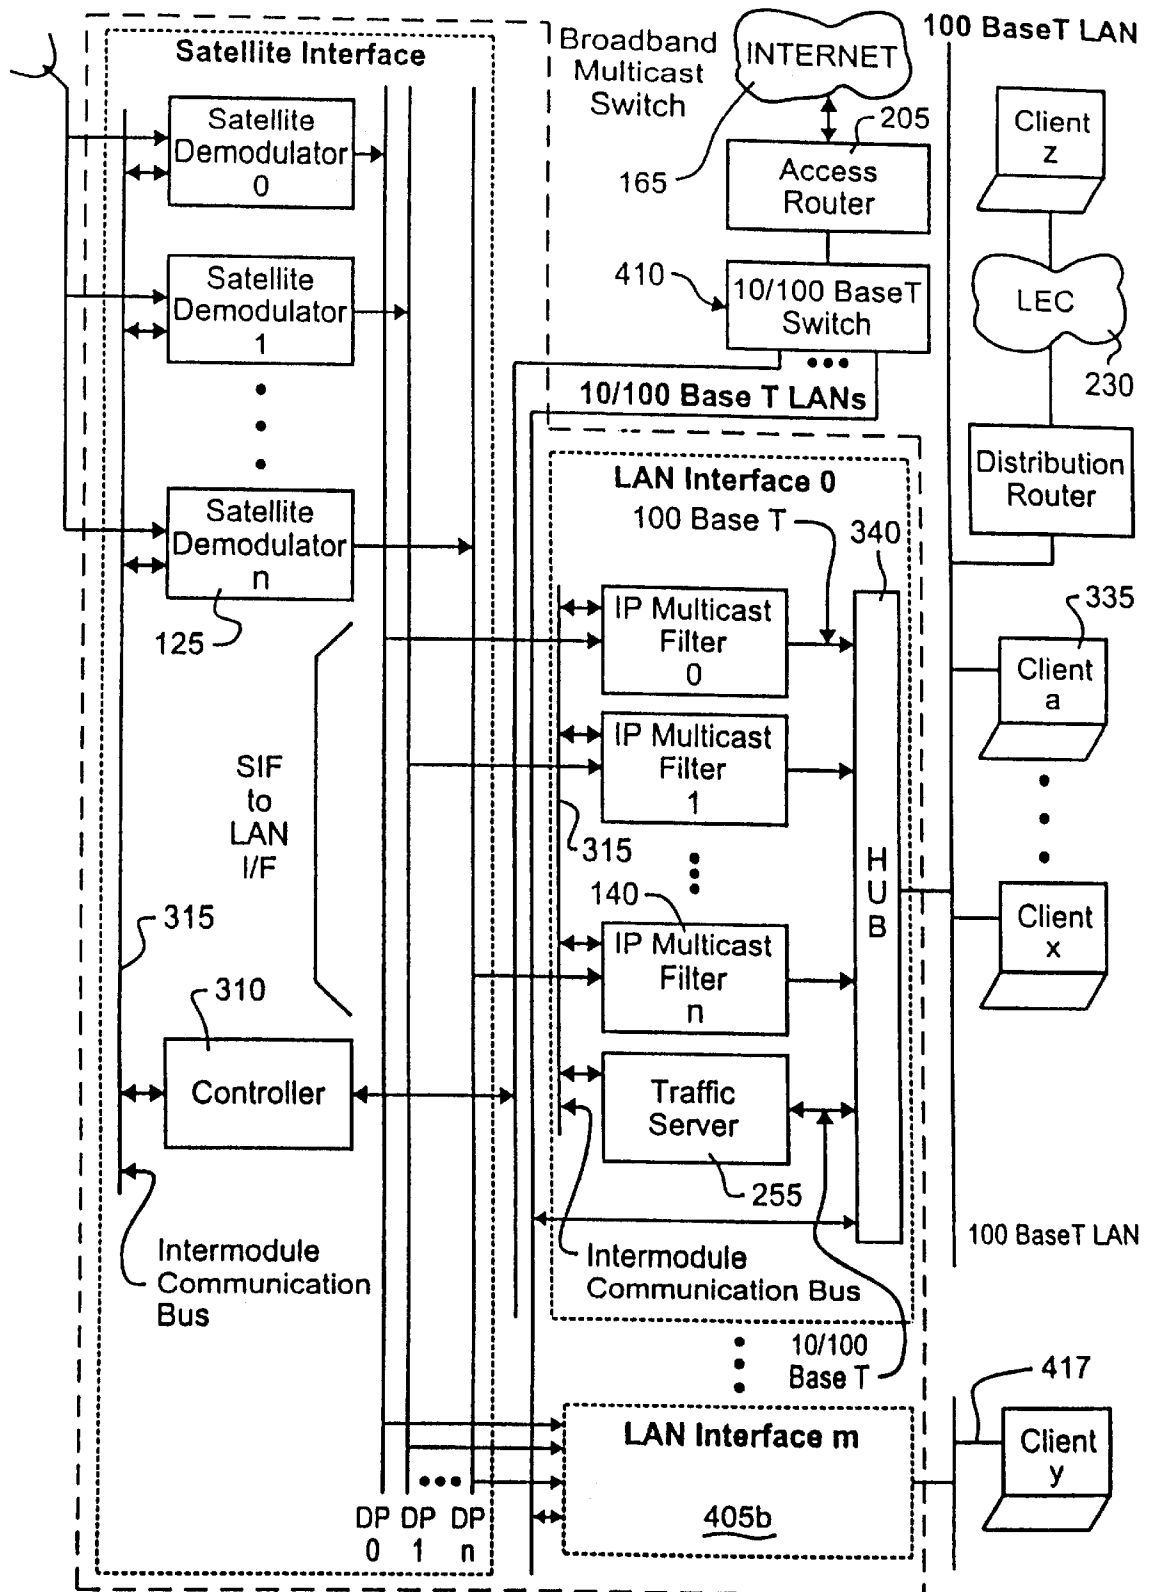 Satellite Interface
Broadband
Multicast
Switch
INTERNET
100 BaseT LAN
165
205
Access
Router
Client
z
Satellite
Demodulator
0
Satellite
Demodulator
1
410
10/100 BaseT
Switch
LEC
230
10/100 Base T LANs
Distribution
Router
Satellite
Demodulator
n
125
LAN Interface 0
100 Base T
340
IP Multicast
Filter
0
335
Client
a
IP Multicast
Filter
1
315
SIF
to
LAN
I/F
HUB
140
IP Multicast
Filter
n
Client
x
315
310
Controller
Traffic
Server
255
Intermodule
Communication
Bus
Intermodule
Communication Bus
100 BaseT LAN
10/100
Base T
417
LAN Interface m
405b
Client
y
DP DP DP
0 1 n